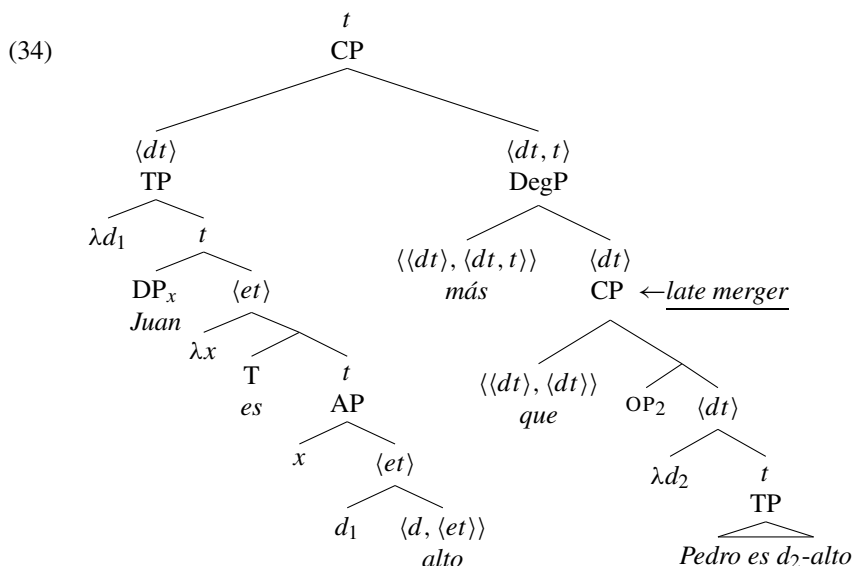 (34)
t
CP
⟨dt⟩ ⟨dt, t⟩
TP DegP
λd₁ t ⟨⟨dt⟩, ⟨dt, t⟩⟩ ⟨dt⟩
más CP ←late merger
DPₓ ⟨et⟩
Juan
λx
T t ⟨⟨dt⟩, ⟨dt⟩⟩ OP₂ ⟨dt⟩
es AP que
x ⟨et⟩ λd₂ t
TP
d₁ ⟨d, ⟨et⟩⟩ Pedro es d₂-alto
alto